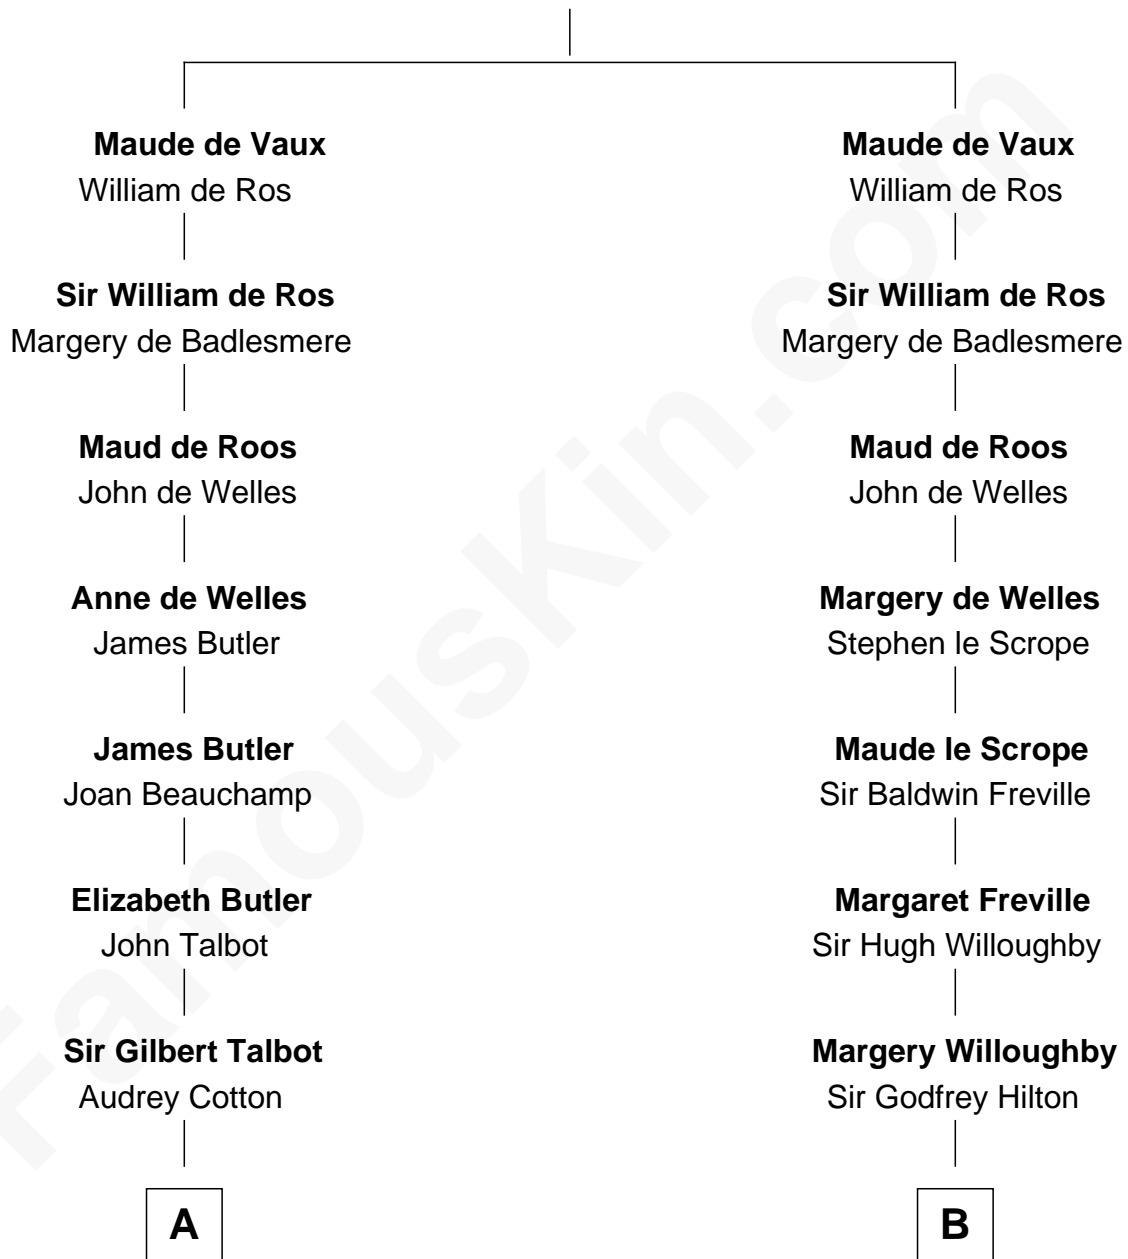 Maude de Vaux
William de Ros
Sir William de Ros
Margery de Badlesmere
Maud de Roos
John de Welles
Anne de Welles
James Butler
James Butler
Joan Beauchamp
Elizabeth Butler
John Talbot
Sir Gilbert Talbot
Audrey Cotton
A
Maude de Vaux
William de Ros
Sir William de Ros
Margery de Badlesmere
Maud de Roos
John de Welles
Margery de Welles
Stephen le Scrope
Maude le Scrope
Sir Baldwin Freville
Margaret Freville
Sir Hugh Willoughby
Margery Willoughby
Sir Godfrey Hilton
B
FamousKin.com